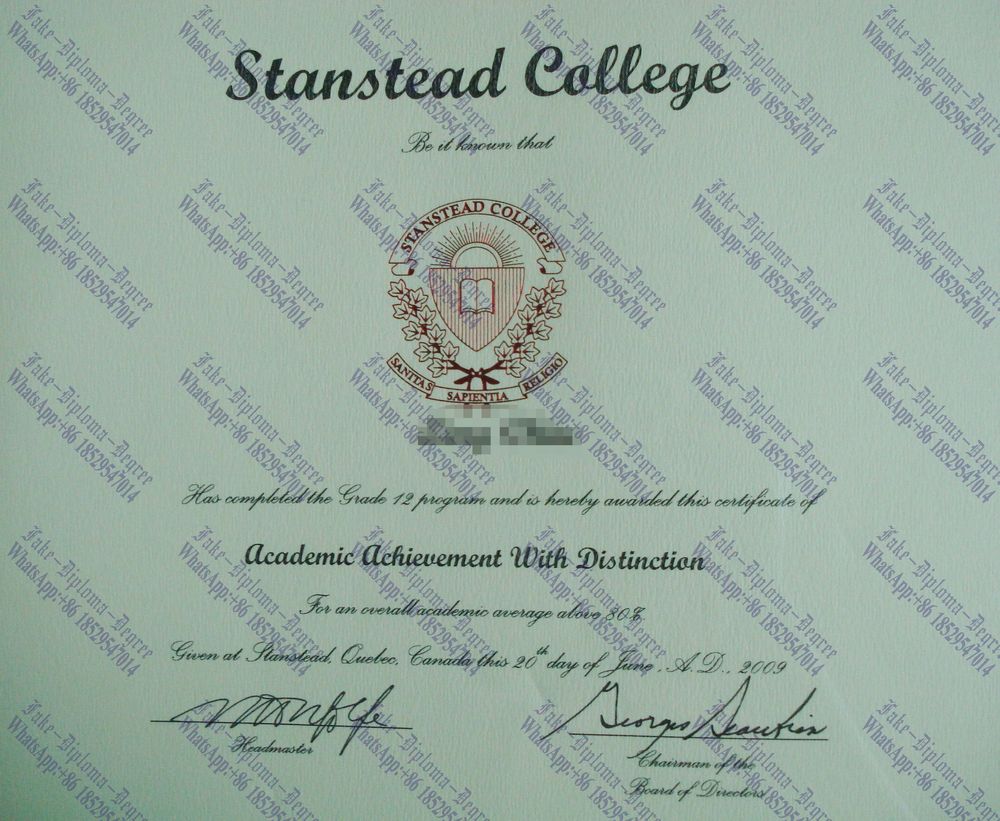 Stanstead College
Be it known that
STANSTEAD COLLEGE
SANITAS SAPIENTIA RELIGIO
Has completed the Grade 12 program and is hereby awarded this certificate of
Academic Achievement With Distinction
For an overall academic average above 80%
Given at Stanstead, Quebec, Canada this 20th day of June, A.D., 2009
Georges
Headmaster
Chairman of the
Board of Directors
Fake-Diploma-Degree
WhatsApp:+86 18529547014